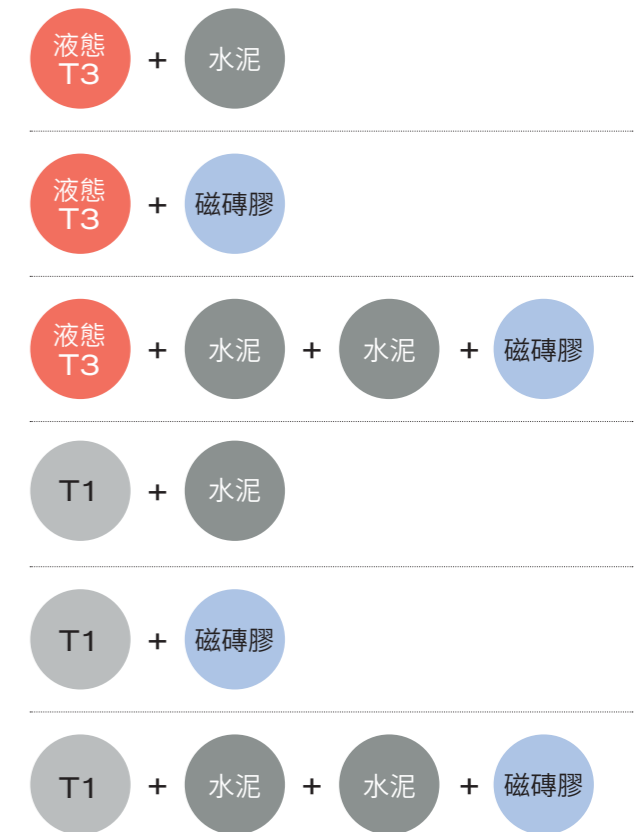 液態
T3 + 水泥
液態
T3 + 磁磚膠
液態
T3 + 水泥 + 水泥 + 磁磚膠
T1 + 水泥
T1 + 磁磚膠
T1 + 水泥 + 水泥 + 磁磚膠